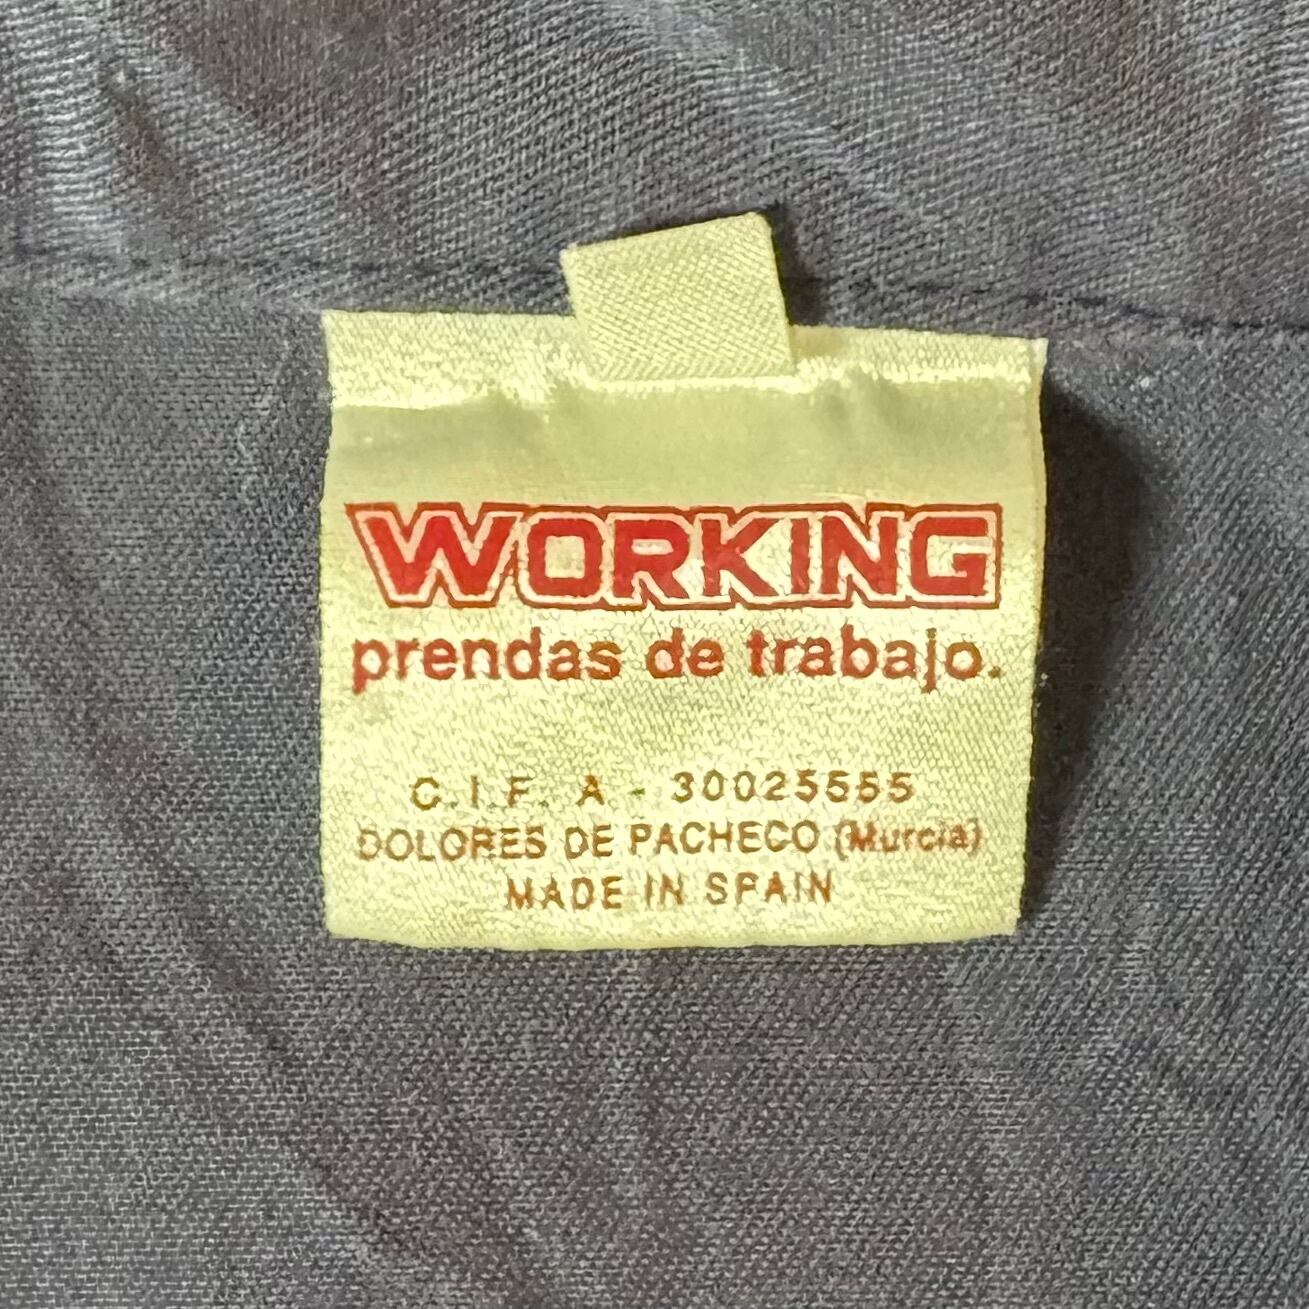 WORKING
prendas de trabajo.
C.I.F. A - 30025555
DOLORES DE PACHECO (Murcia)
MADE IN SPAIN